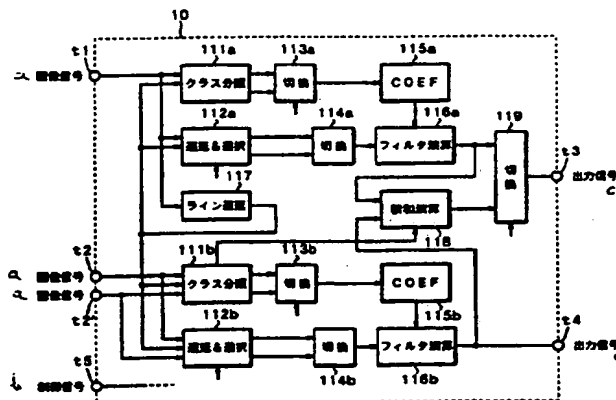 10
t1
画像信号
111a
クラス分類
113a
切換
115a
COEF
112a
遅延&選択
114a
切換
116a
フィルタ演算
119
切換
t3
出力信号
117
ライン遅延
積和演算
118
t2
画像信号
t2'
画像信号
111b
クラス分類
113b
切換
COEF
115b
112b
遅延&選択
切換
114b
フィルタ演算
116b
t4
出力信号
t5
制御信号